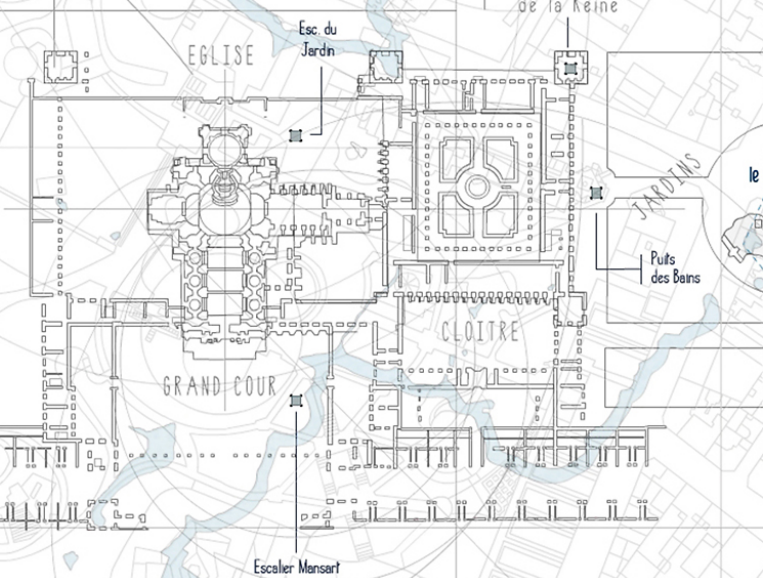 de la Reine
Esc. du
Jardin
EGLISE
JARDINS
le
Puits
des Bains
CLOITRE
GRAND COUR
Escalier Mansart